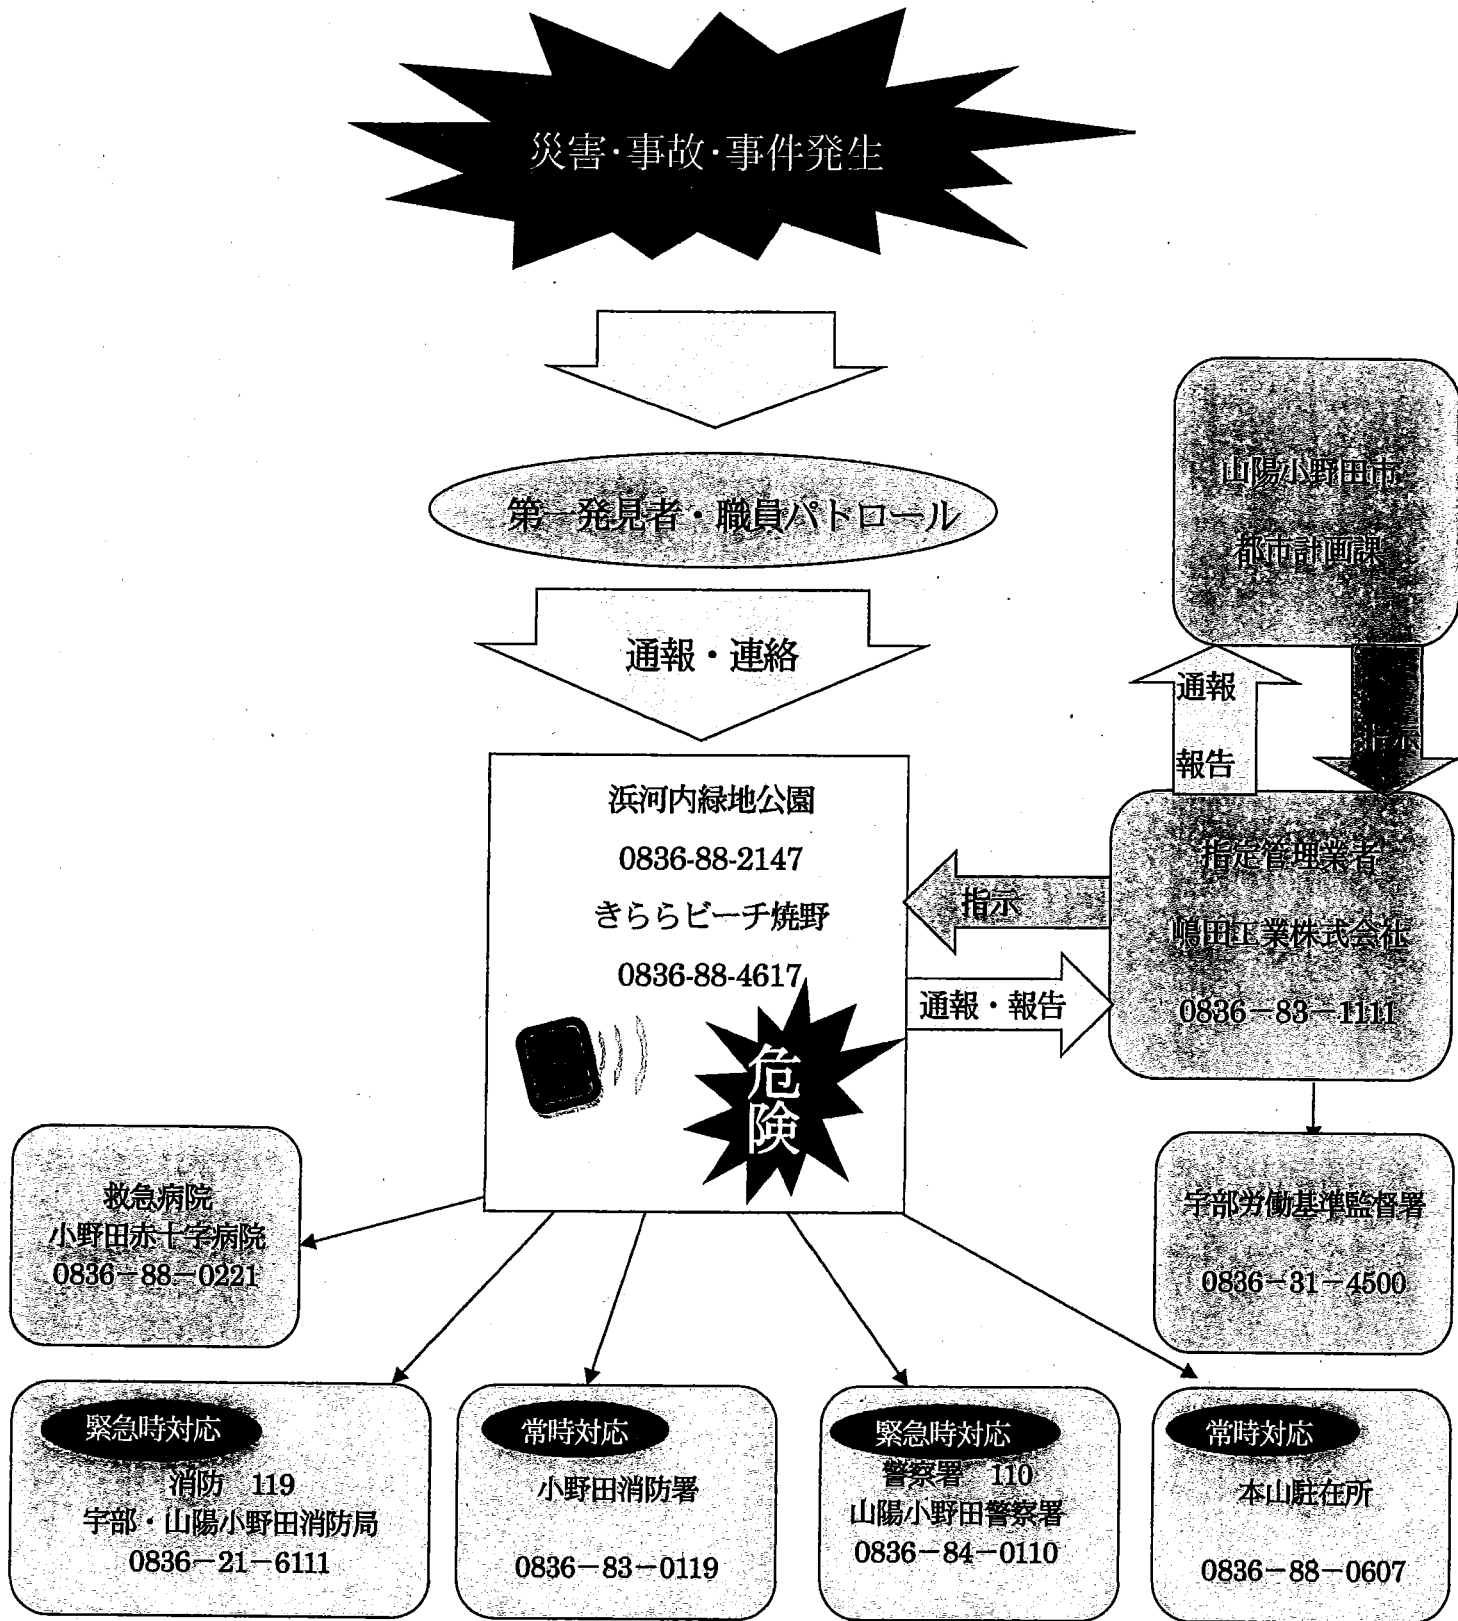 災害・事故・事件発生
第一発見者・職員パトロール
通報・連絡
山陽小野田市
都市計画課
通報
報告
指示
浜河内緑地公園
0836-88-2147
きららビーチ焼野
0836-88-4617
危険
指示
通報・報告
指定管理業者
嶋田工業株式会社
0836－83－1111
救急病院
小野田赤十字病院
0836－88－0221
宇部労働基準監督署
0836－31－4500
緊急時対応
消防　119
宇部・山陽小野田消防局
0836－21－6111
常時対応
小野田消防署
0836－83－0119
緊急時対応
警察署　110
山陽小野田警察署
0836－84－0110
常時対応
本山駐在所
0836－88－0607